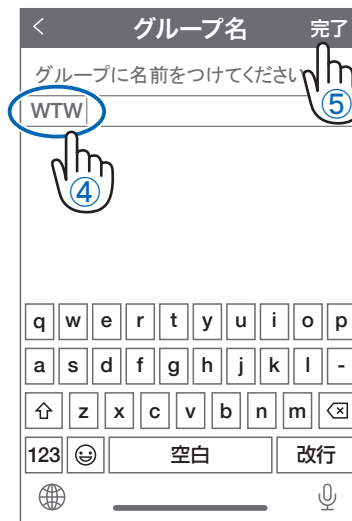 < グループ名 完了
グループに名前をつけてください
WTW
⑤
④
q w e r t y u i o p
a s d f g h j k l -
z x c v b n m
123 空白 改行